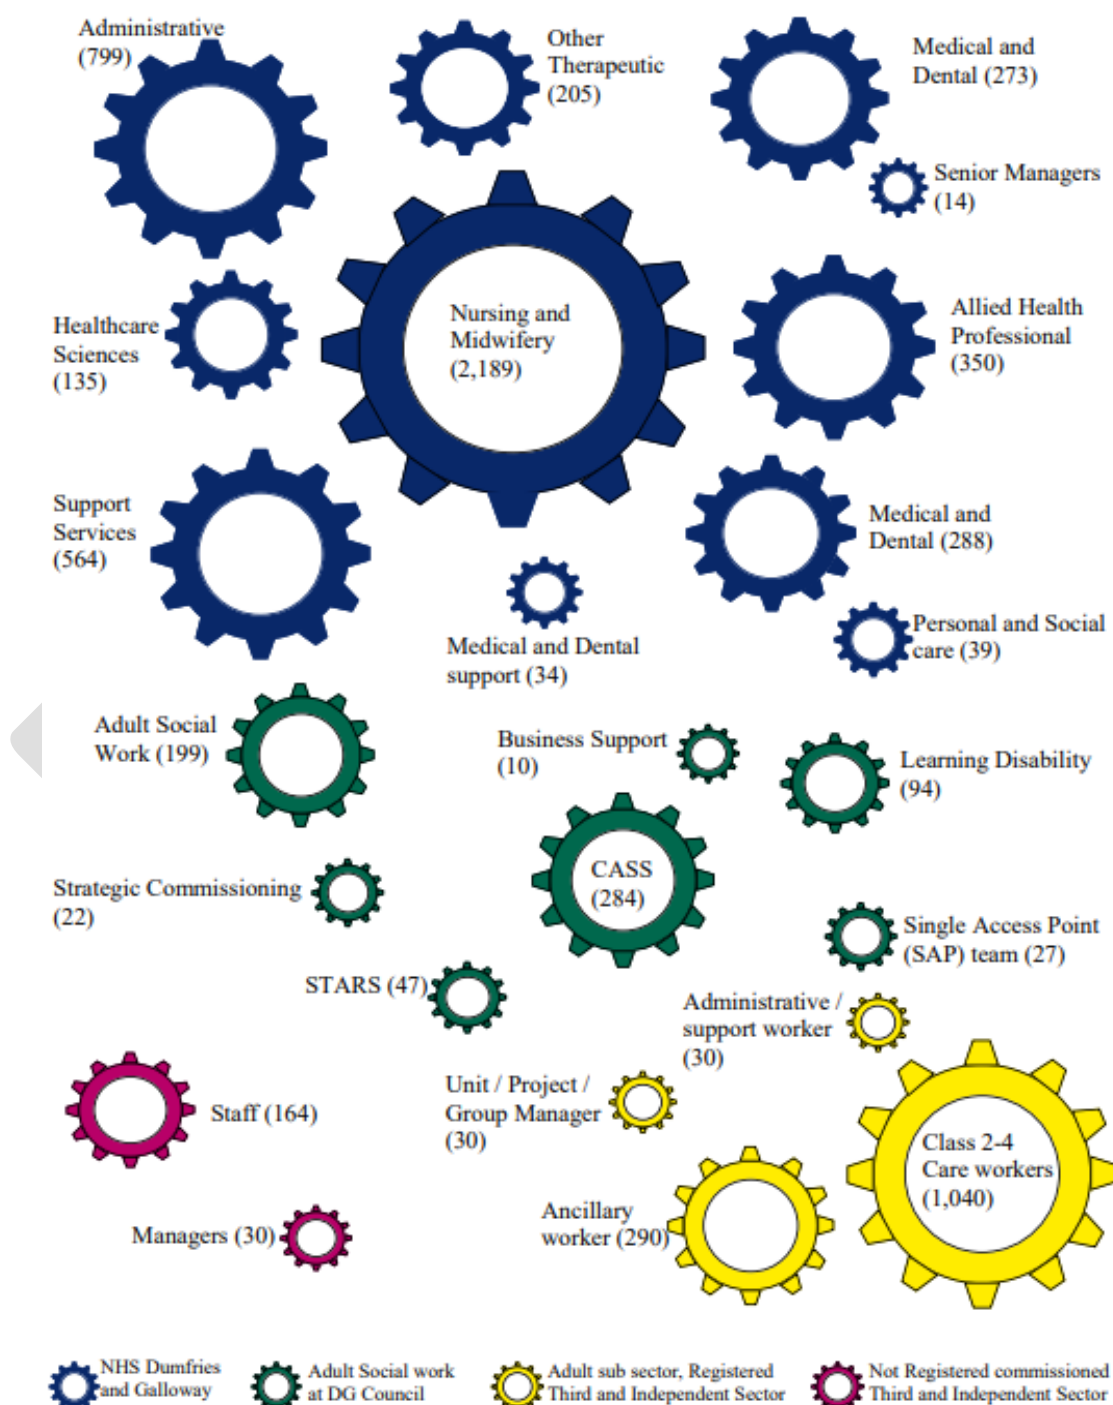 Administrative
(799)
Other
Therapeutic
(205)
Medical and
Dental (273)
Senior Managers
(14)
Nursing and
Midwifery
(2,189)
Healthcare
Sciences
(135)
Allied Health
Professional
(350)
Support
Services
(564)
Medical and
Dental (288)
Medical and Dental
support (34)
Personal and Social
care (39)
Adult Social
Work (199)
Business Support
(10)
Learning Disability
(94)
CASS
(284)
Strategic Commissioning
(22)
Single Access Point
(SAP) team (27)
STARS (47)
Administrative /
support worker
(30)
Unit / Project /
Group Manager
(30)
Staff (164)
Class 2-4
Care workers
(1,040)
Ancillary
worker (290)
Managers (30)
NHS Dumfries
and Galloway
Adult Social work
at DG Council
Adult sub sector, Registered
Third and Independent Sector
Not Registered commissioned
Third and Independent Sector